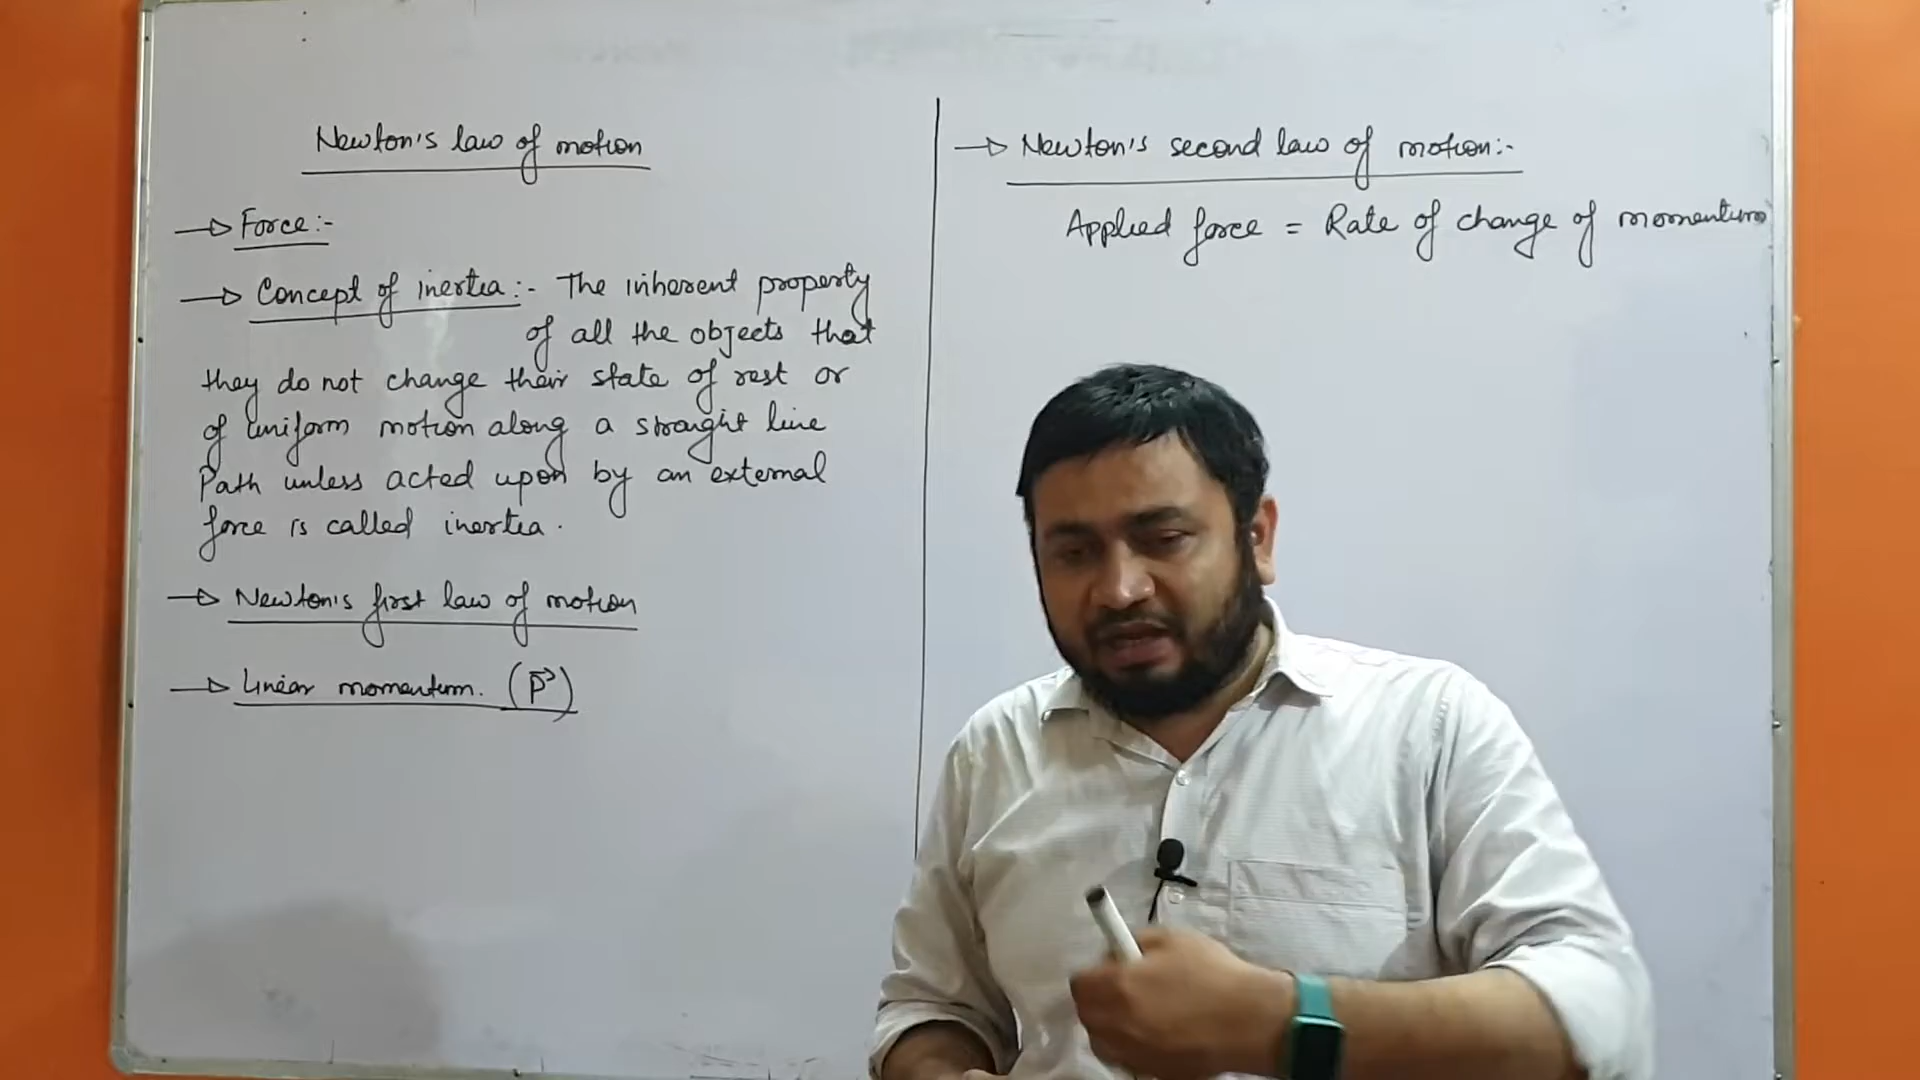 Newton's law of motion
→ Force:-
→ Concept of inertia:- The inherent property
of all the objects that
they do not change their state of rest or
of uniform motion along a straight line
Path unless acted upon by an external
force is called inertia.
→ Newton's first law of motion
→ Linear momentum. (P⃗)
→ Newton's second law of motion:-
Applied force = Rate of change of momentum